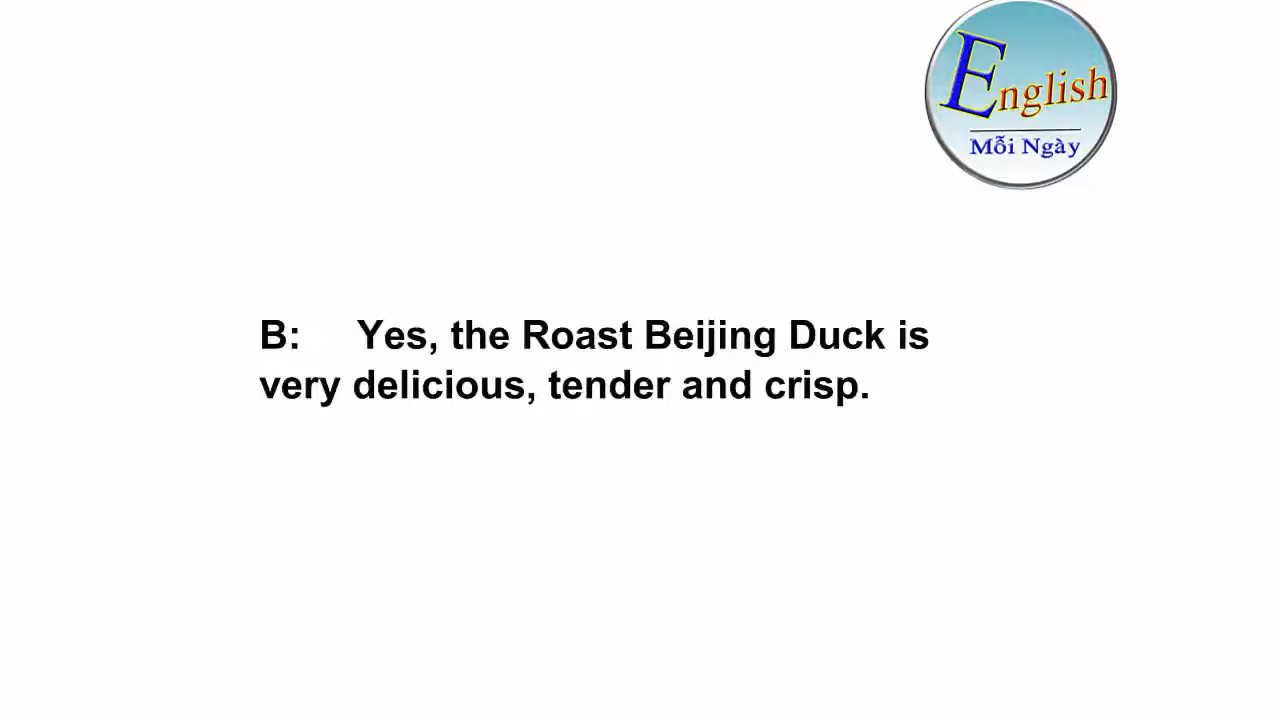 English
Mỗi Ngày
B: Yes, the Roast Beijing Duck is
very delicious, tender and crisp.